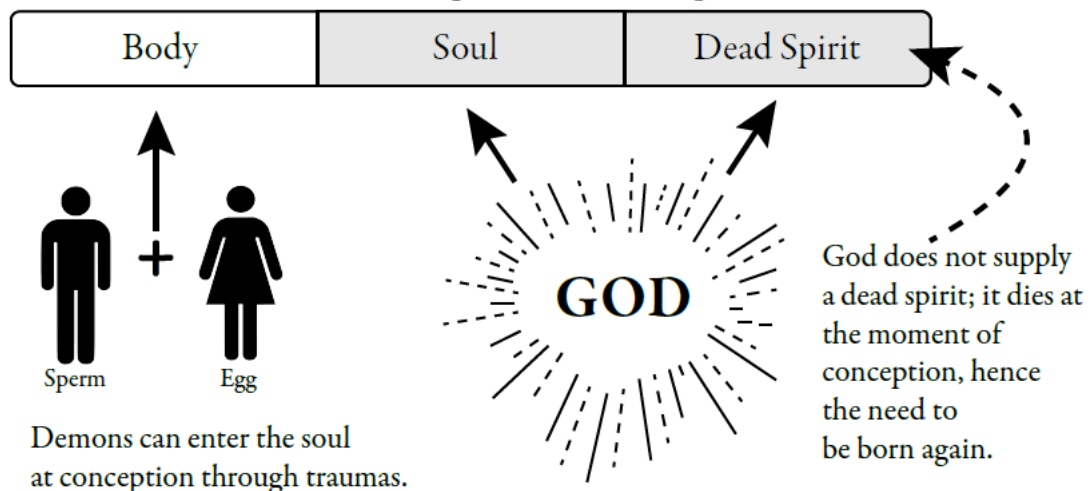 Body
Soul
Dead Spirit
+
Sperm
Egg
GOD
God does not supply
a dead spirit; it dies at
the moment of
conception, hence
the need to
be born again.
Demons can enter the soul
at conception through traumas.